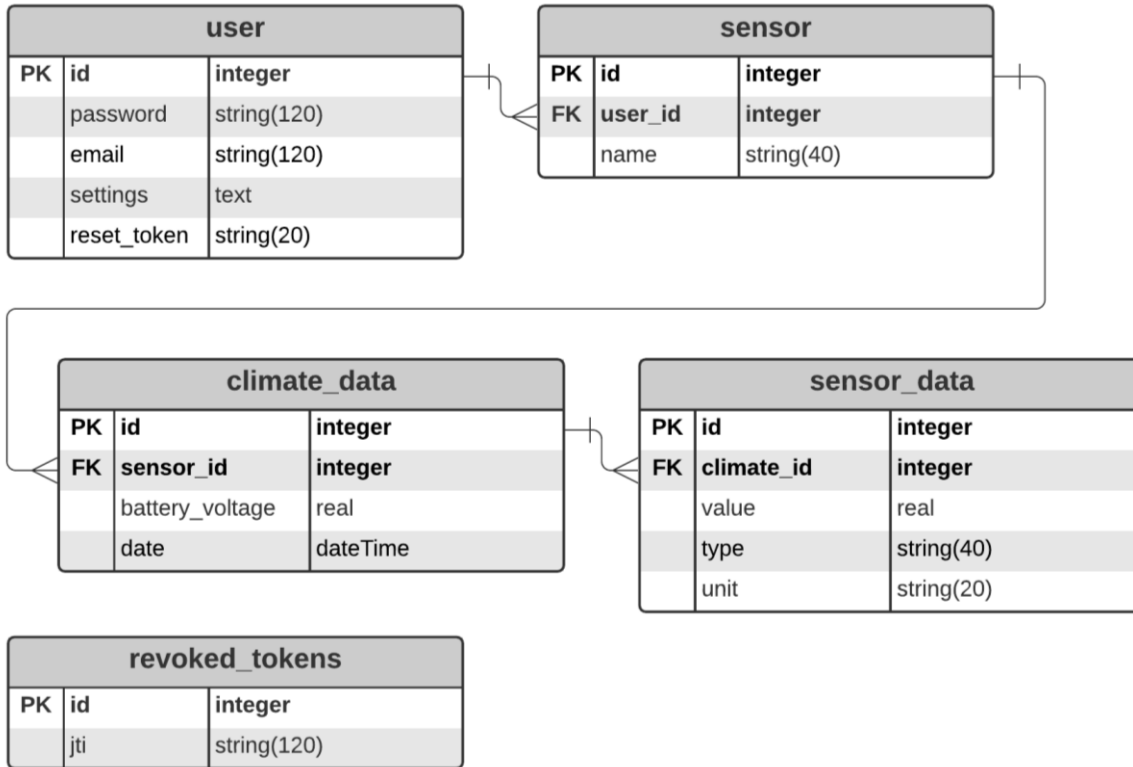 user
PK id integer
password string(120)
email string(120)
settings text
reset_token string(20)
sensor
PK id integer
FK user_id integer
name string(40)
climate_data
PK id integer
FK sensor_id integer
battery_voltage real
date dateTime
sensor_data
PK id integer
FK climate_id integer
value real
type string(40)
unit string(20)
revoked_tokens
PK id integer
jti string(120)